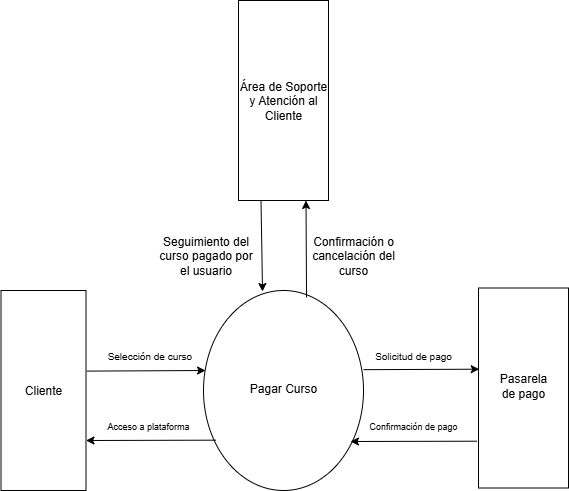 Área de Soporte
y Atención al
Cliente
Seguimiento del
curso pagado por
el usuario
Confirmación o
cancelación del
curso
Selección de curso
Solicitud de pago
Cliente
Pagar Curso
Pasarela
de pago
Acceso a plataforma
Confirmación de pago